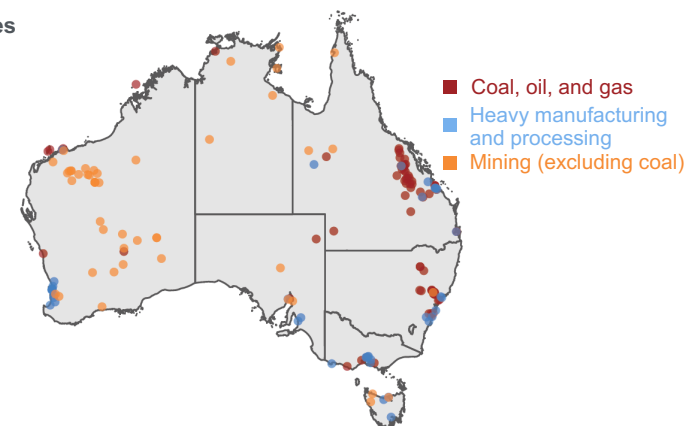 es
Coal, oil, and gas
Heavy manufacturing
and processing
Mining (excluding coal)